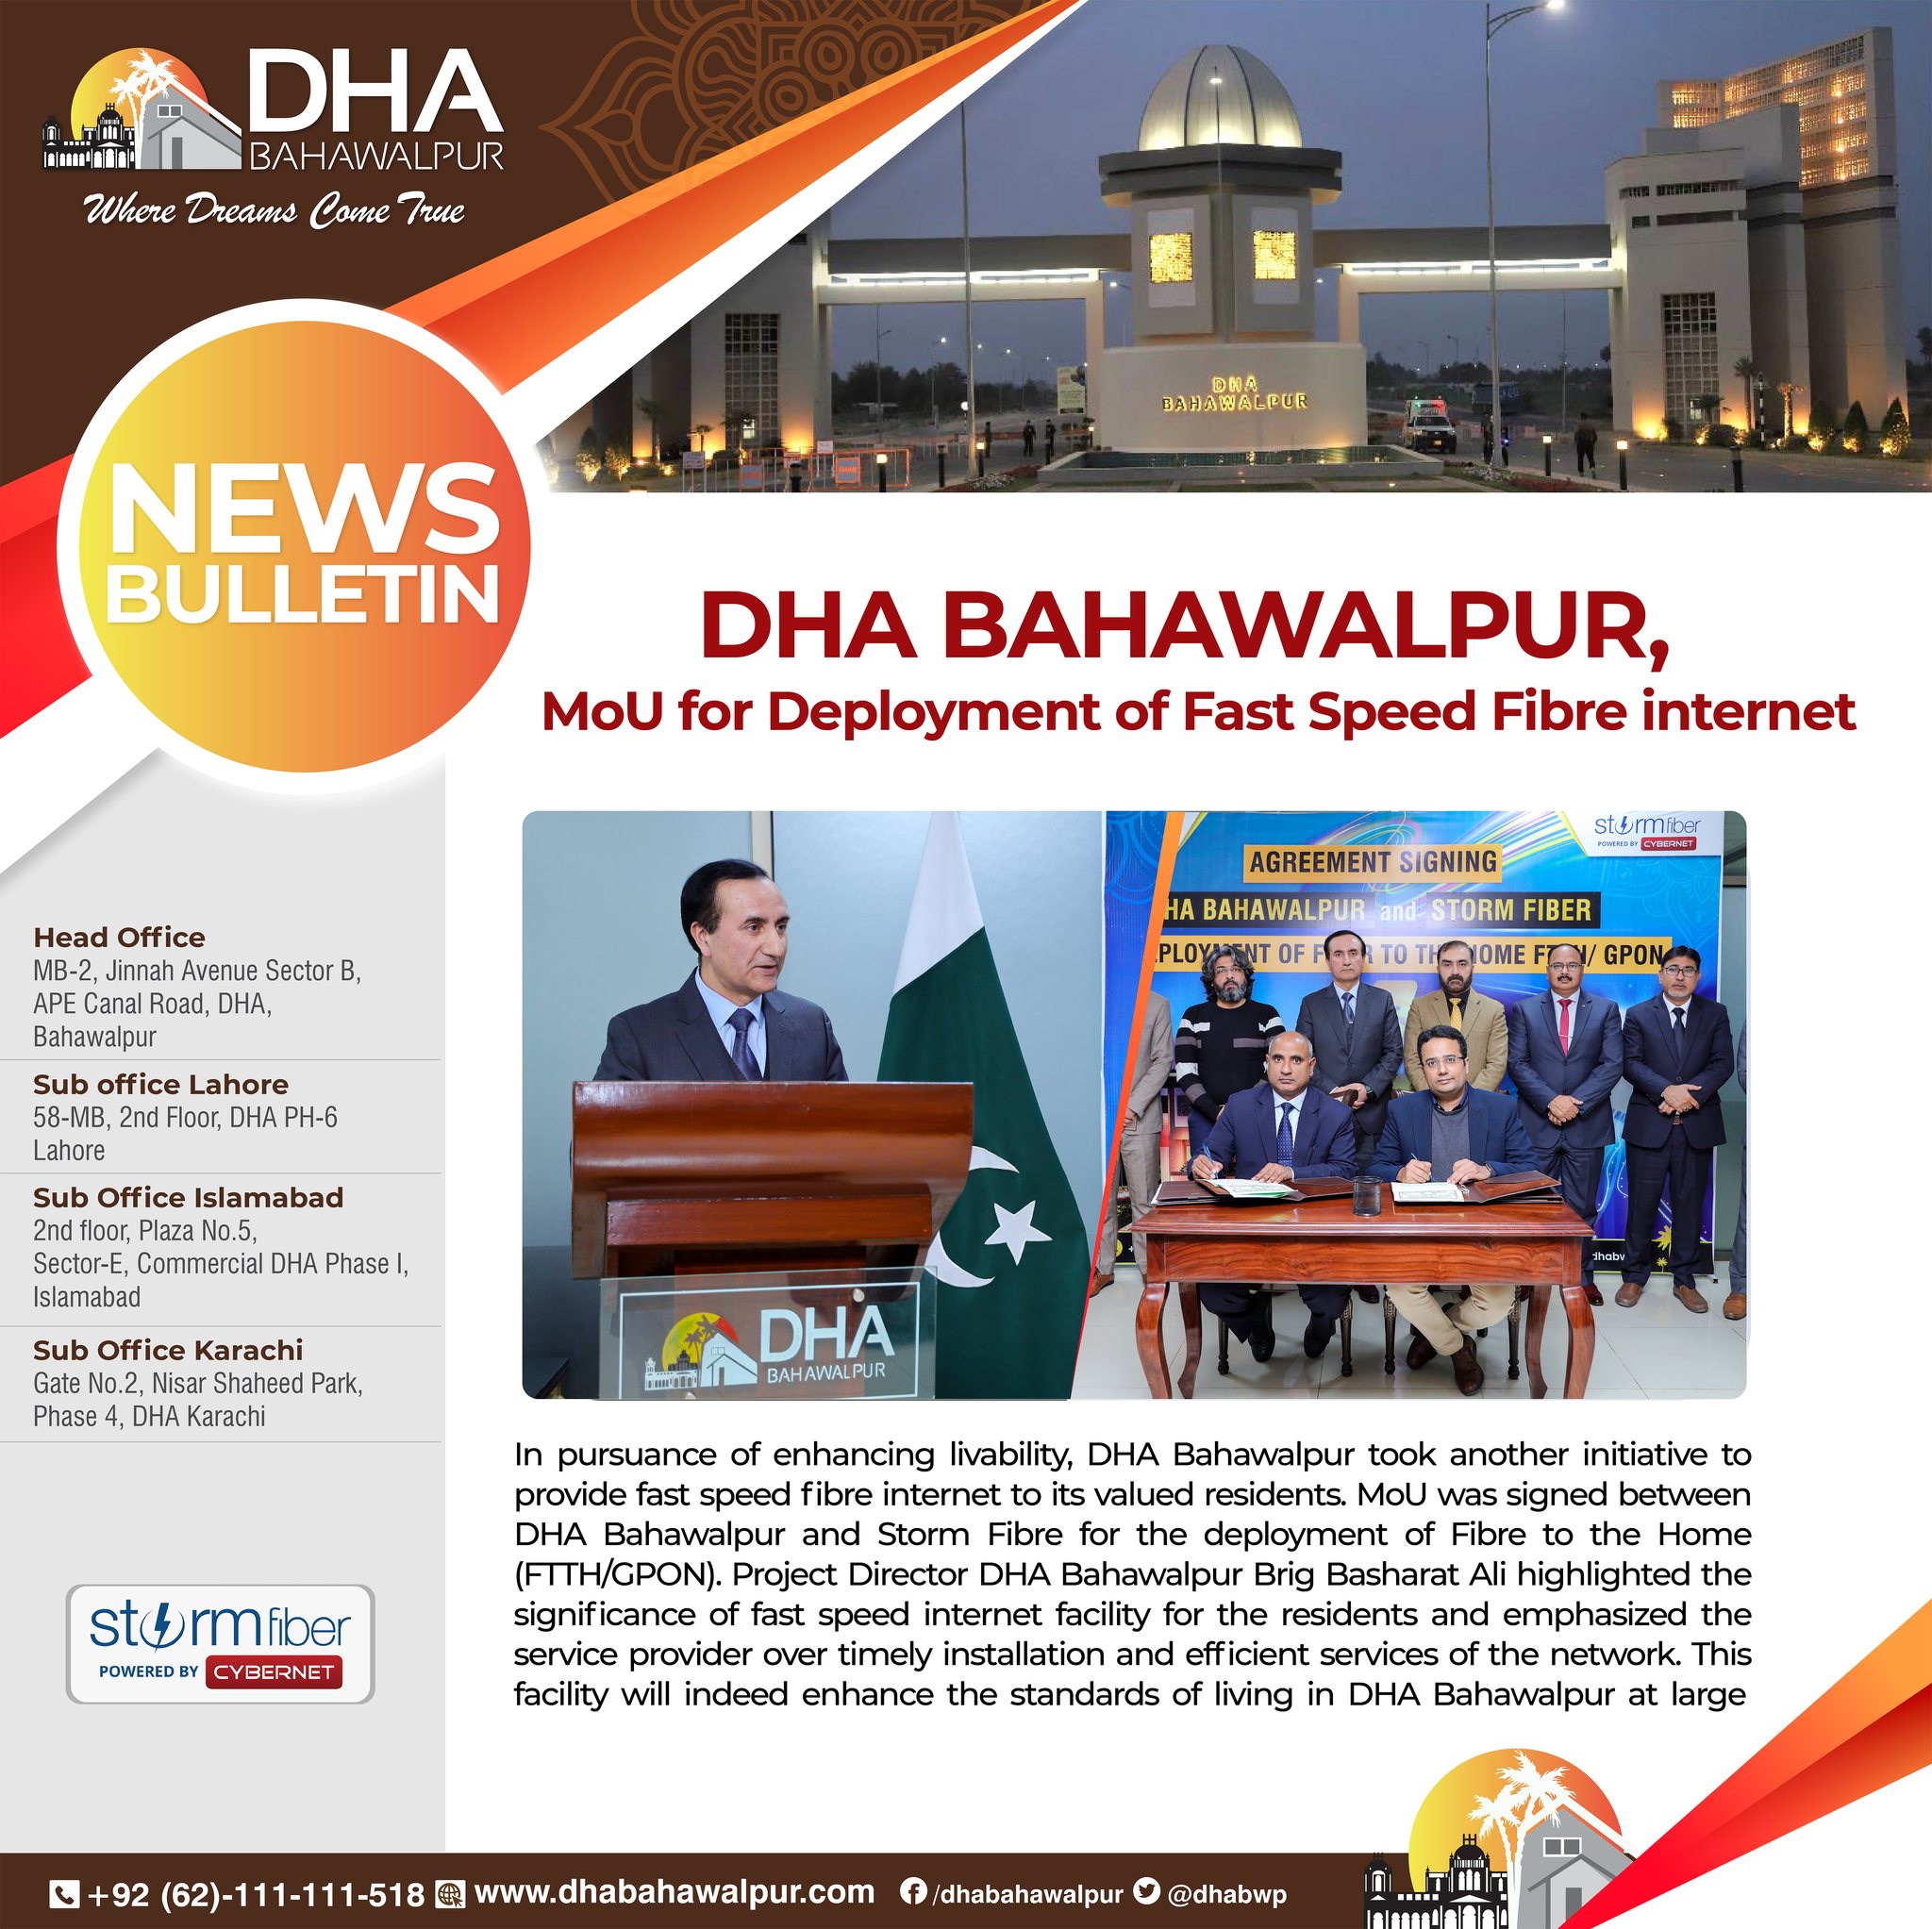 DHA
BAHAWALPUR
Where Dreams Come True
DHA
BAHAWALPUR
NEWS
BULLETIN
DHA BAHAWALPUR,
MoU for Deployment of Fast Speed Fibre internet
Head Office
MB-2, Jinnah Avenue Sector B,
APE Canal Road, DHA,
Bahawalpur
Sub office Lahore
58-MB, 2nd Floor, DHA PH-6
Lahore
Sub Office Islamabad
2nd floor, Plaza No.5,
Sector-E, Commercial DHA Phase I,
Islamabad
Sub Office Karachi
Gate No.2, Nisar Shaheed Park,
Phase 4, DHA Karachi
stormfiber
POWERED BY CYBERNET
DHA
BAHAWALPUR
stormfiber
POWERED BY CYBERNET
AGREEMENT SIGNING
HA BAHAWALPUR and STORM FIBER
OF TO TH HOME / GPON
dhabw
In pursuance of enhancing livability, DHA Bahawalpur took another initiative to
provide fast speed fibre internet to its valued residents. MoU was signed between
DHA Bahawalpur and Storm Fibre for the deployment of Fibre to the Home
(FTTH/GPON). Project Director DHA Bahawalpur Brig Basharat Ali highlighted the
significance of fast speed internet facility for the residents and emphasized the
service provider over timely installation and efficient services of the network. This
facility will indeed enhance the standards of living in DHA Bahawalpur at large
+92 (62)-111-111-518 www.dhabahawalpur.com /dhabahawalpur @dhabwp